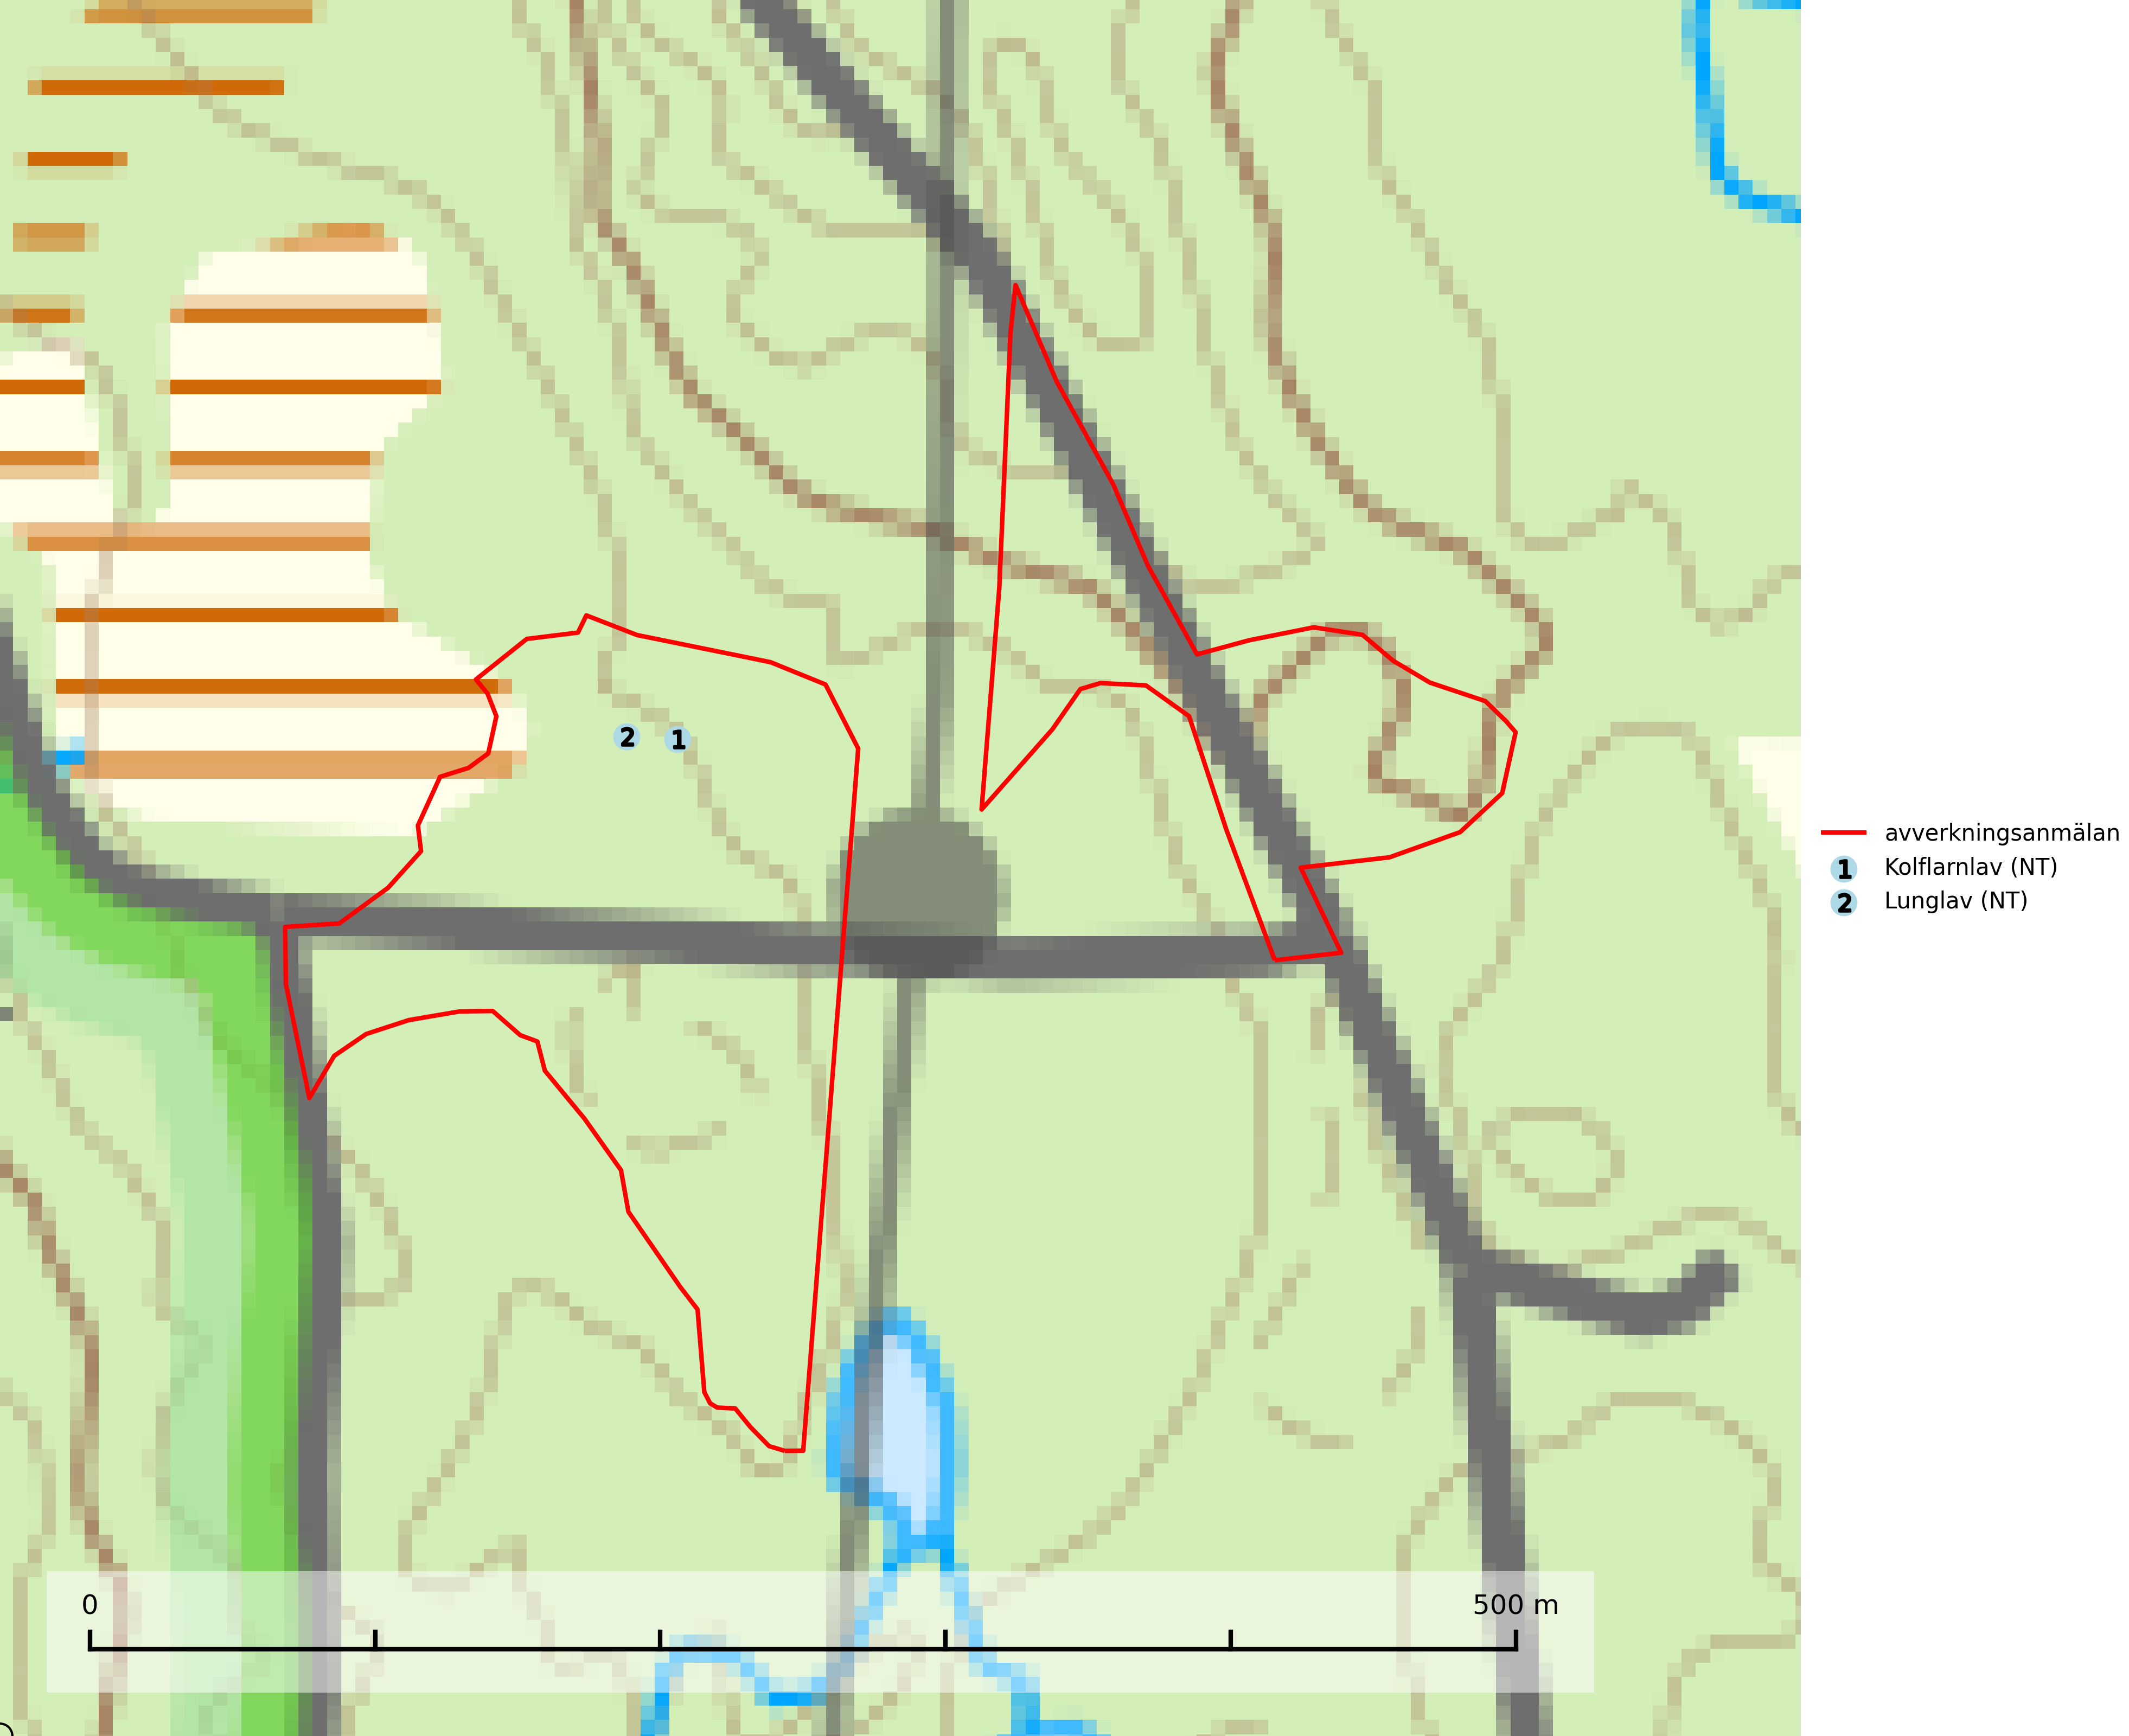 2 1
avverkningsanmälan
1 Kolflarnlav (NT)
2 Lunglav (NT)
0 500 m